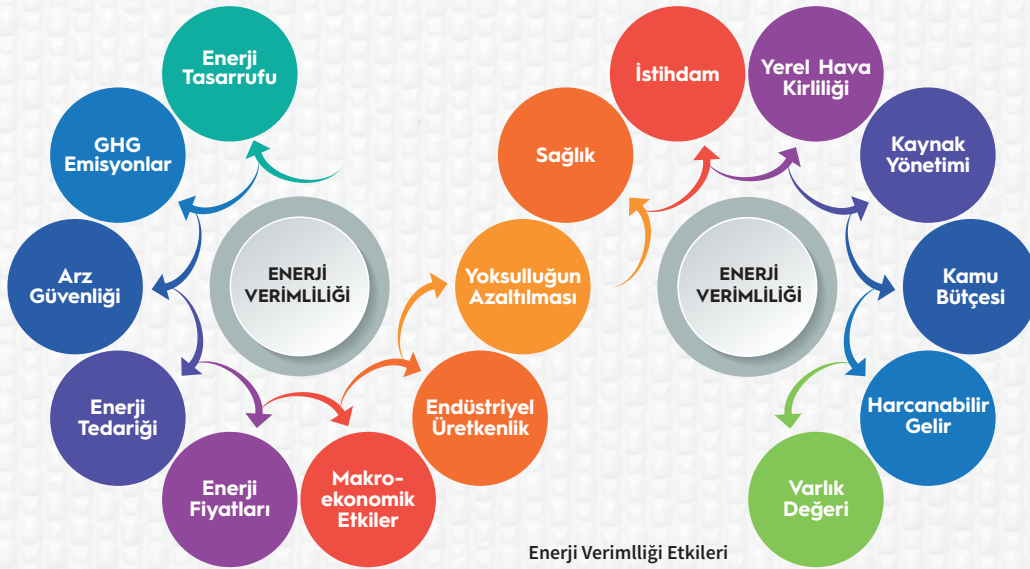 Enerji
Tasarrufu
GHG
Emisyonlar
Arz
Güvenliği
Enerji
Tedariği
Enerji
Fiyatları
Makro-
ekonomik
Etkiler
Endüstriyel
Üretkenlik
Yoksulluğun
Azaltılması
Sağlık
İstihdam
Yerel Hava
Kirliliği
Kaynak
Yönetimi
Kamu
Bütçesi
Harcanabilir
Gelir
Varlık
Değeri
ENERJİ
VERİMLİLİĞİ
ENERJİ
VERİMLİLİĞİ
Enerji Verimlliği Etkileri